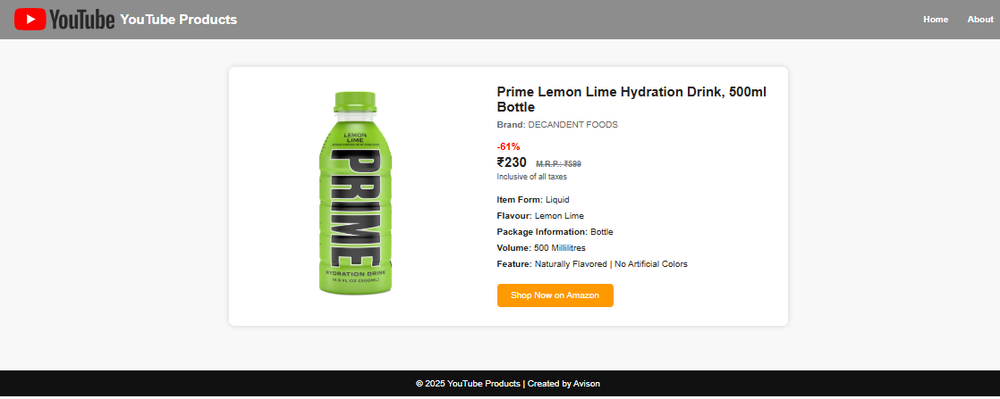 YouTube YouTube Products Home About
Prime Lemon Lime Hydration Drink, 500ml
Bottle
Brand: DECANDENT FOODS
-61%
₹230 M.R.P.: ₹599
Inclusive of all taxes
Item Form: Liquid
Flavour: Lemon Lime
Package Information: Bottle
Volume: 500 Millilitres
Feature: Naturally Flavored | No Artificial Colors
Shop Now on Amazon
LEMON
LIME
PRIME
HYDRATION DRINK
16.9 FL OZ (500ML)
© 2025 YouTube Products | Created by Avison